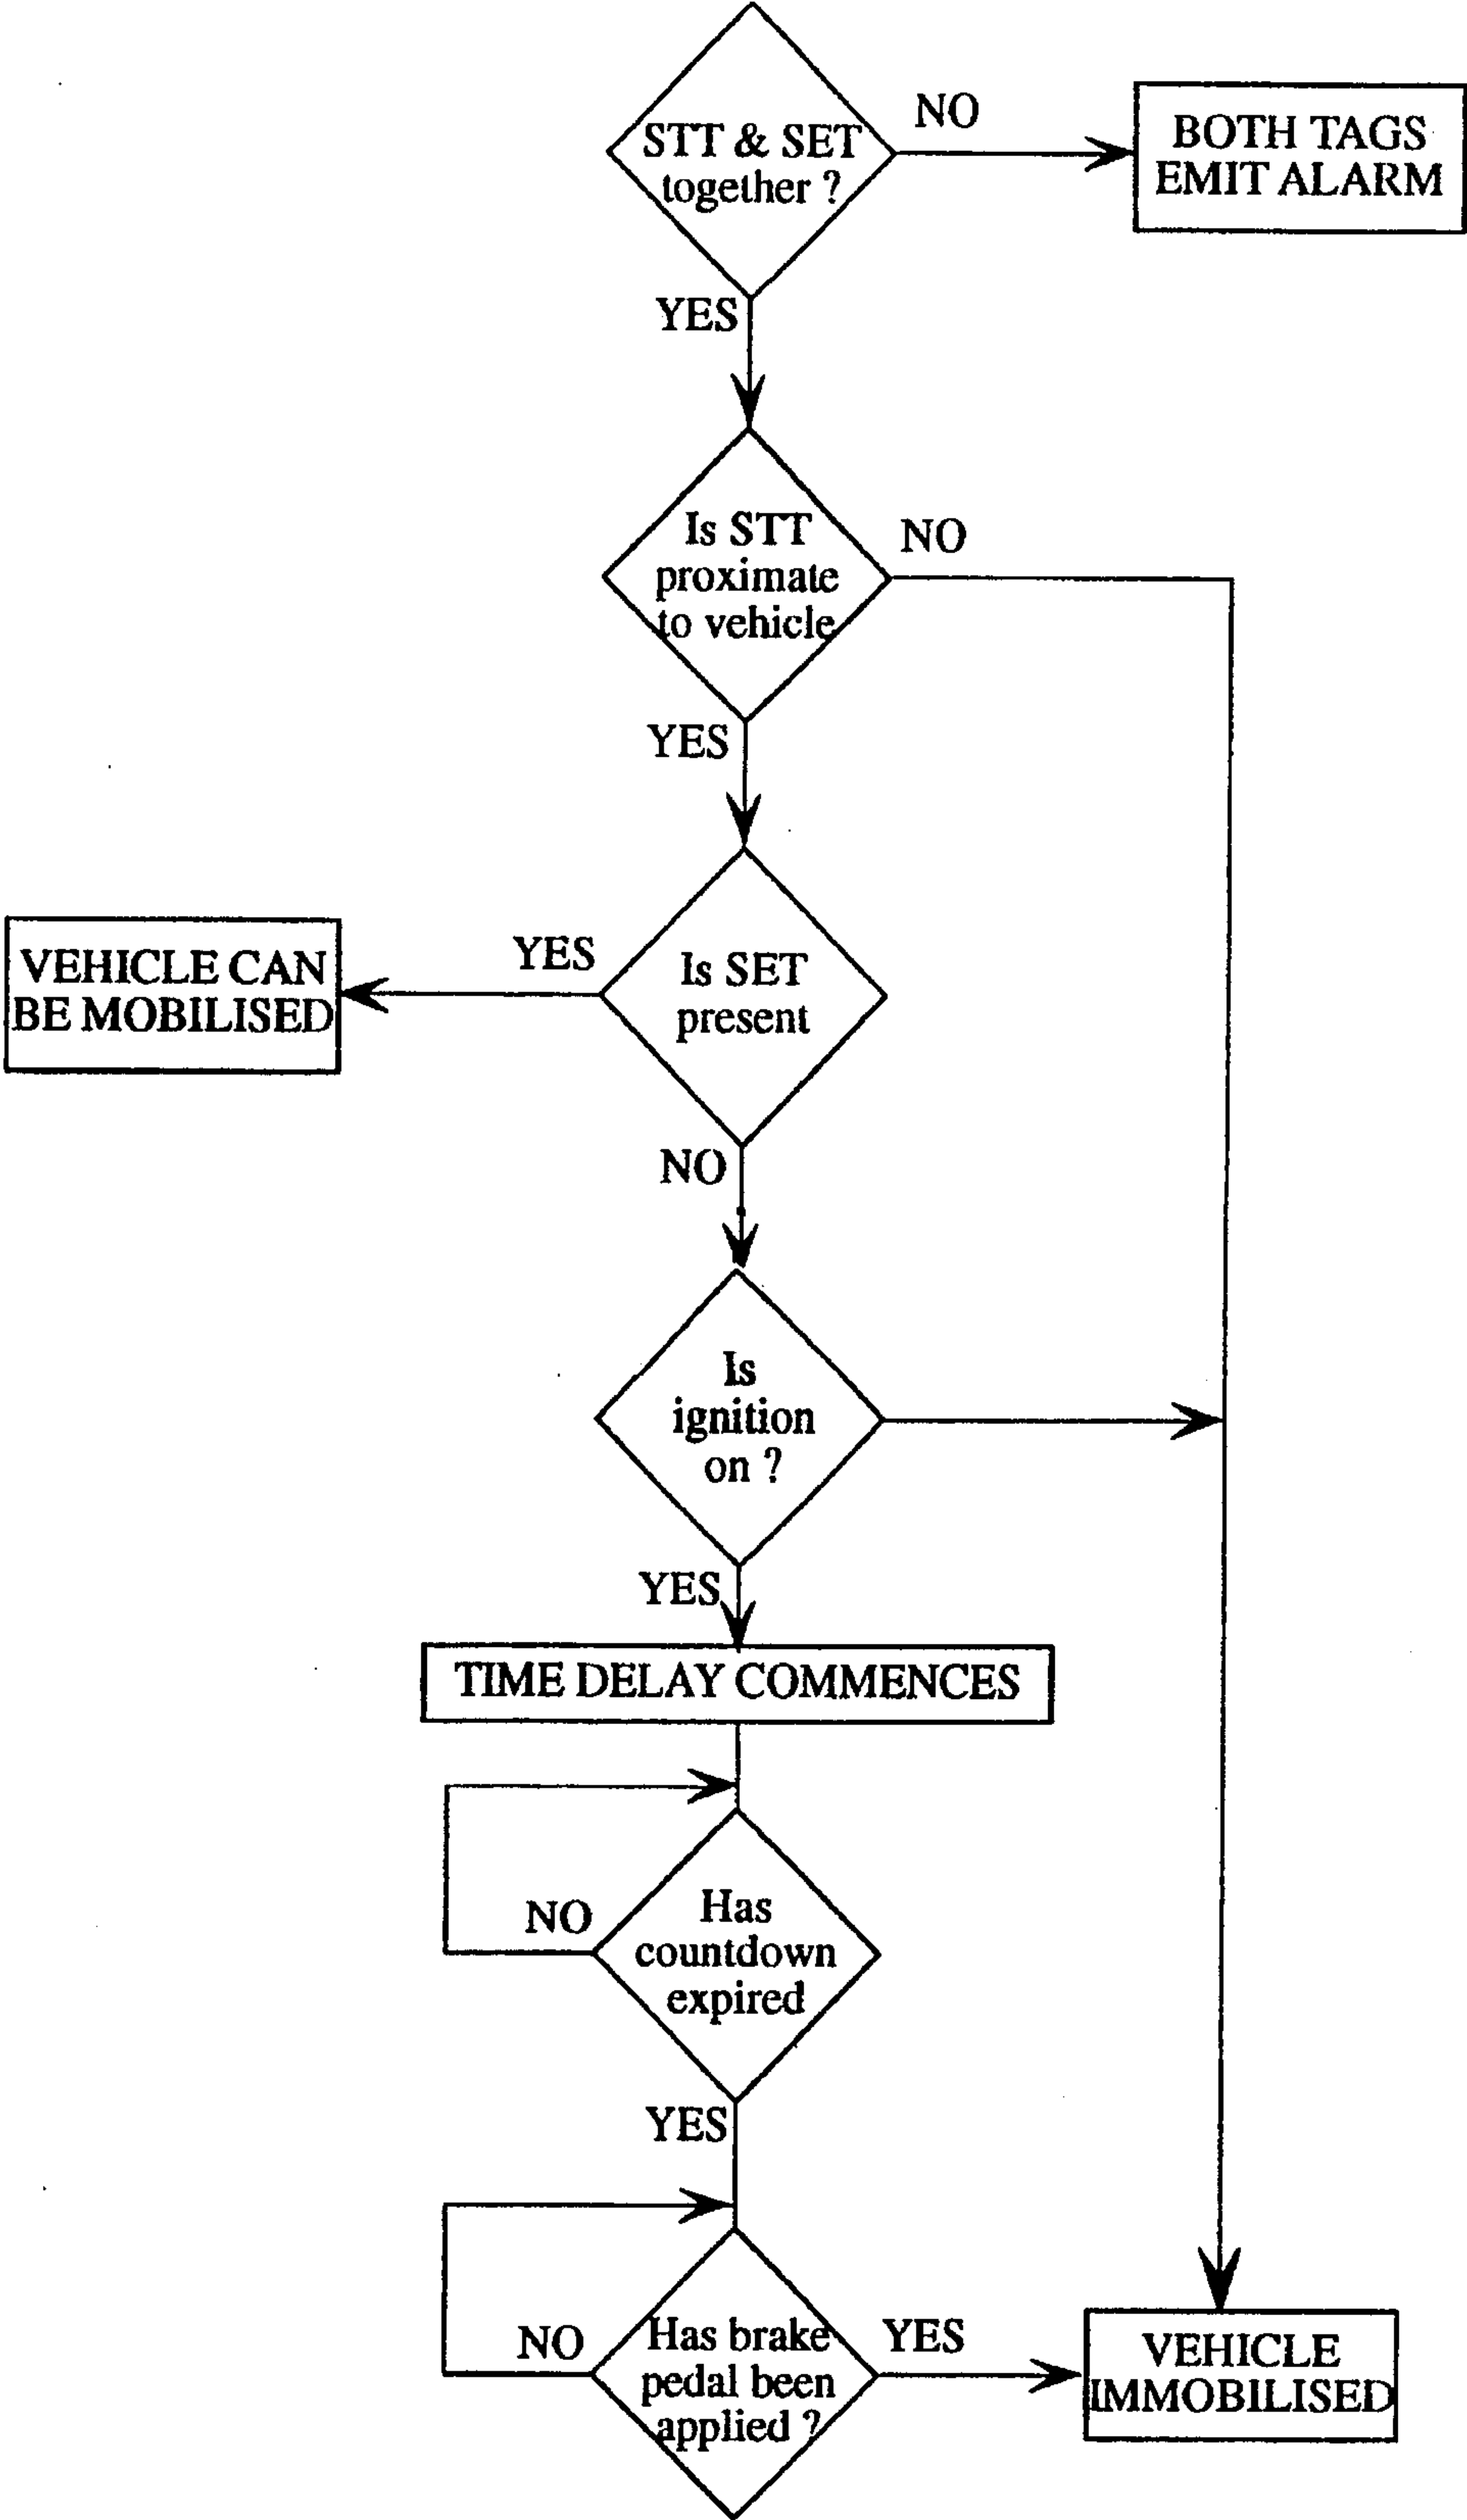 STT & SET
together ?
NO
BOTH TAGS
EMIT ALARM
YES
Is STT
proximate
to vehicle
NO
YES
Is SET
present
YES
VEHICLE CAN
BE MOBILISED
NO
Is
ignition
on ?
YES
TIME DELAY COMMENCES
Has
countdown
expired
NO
YES
Has brake
pedal been
applied ?
NO
YES
VEHICLE
IMMOBILISED